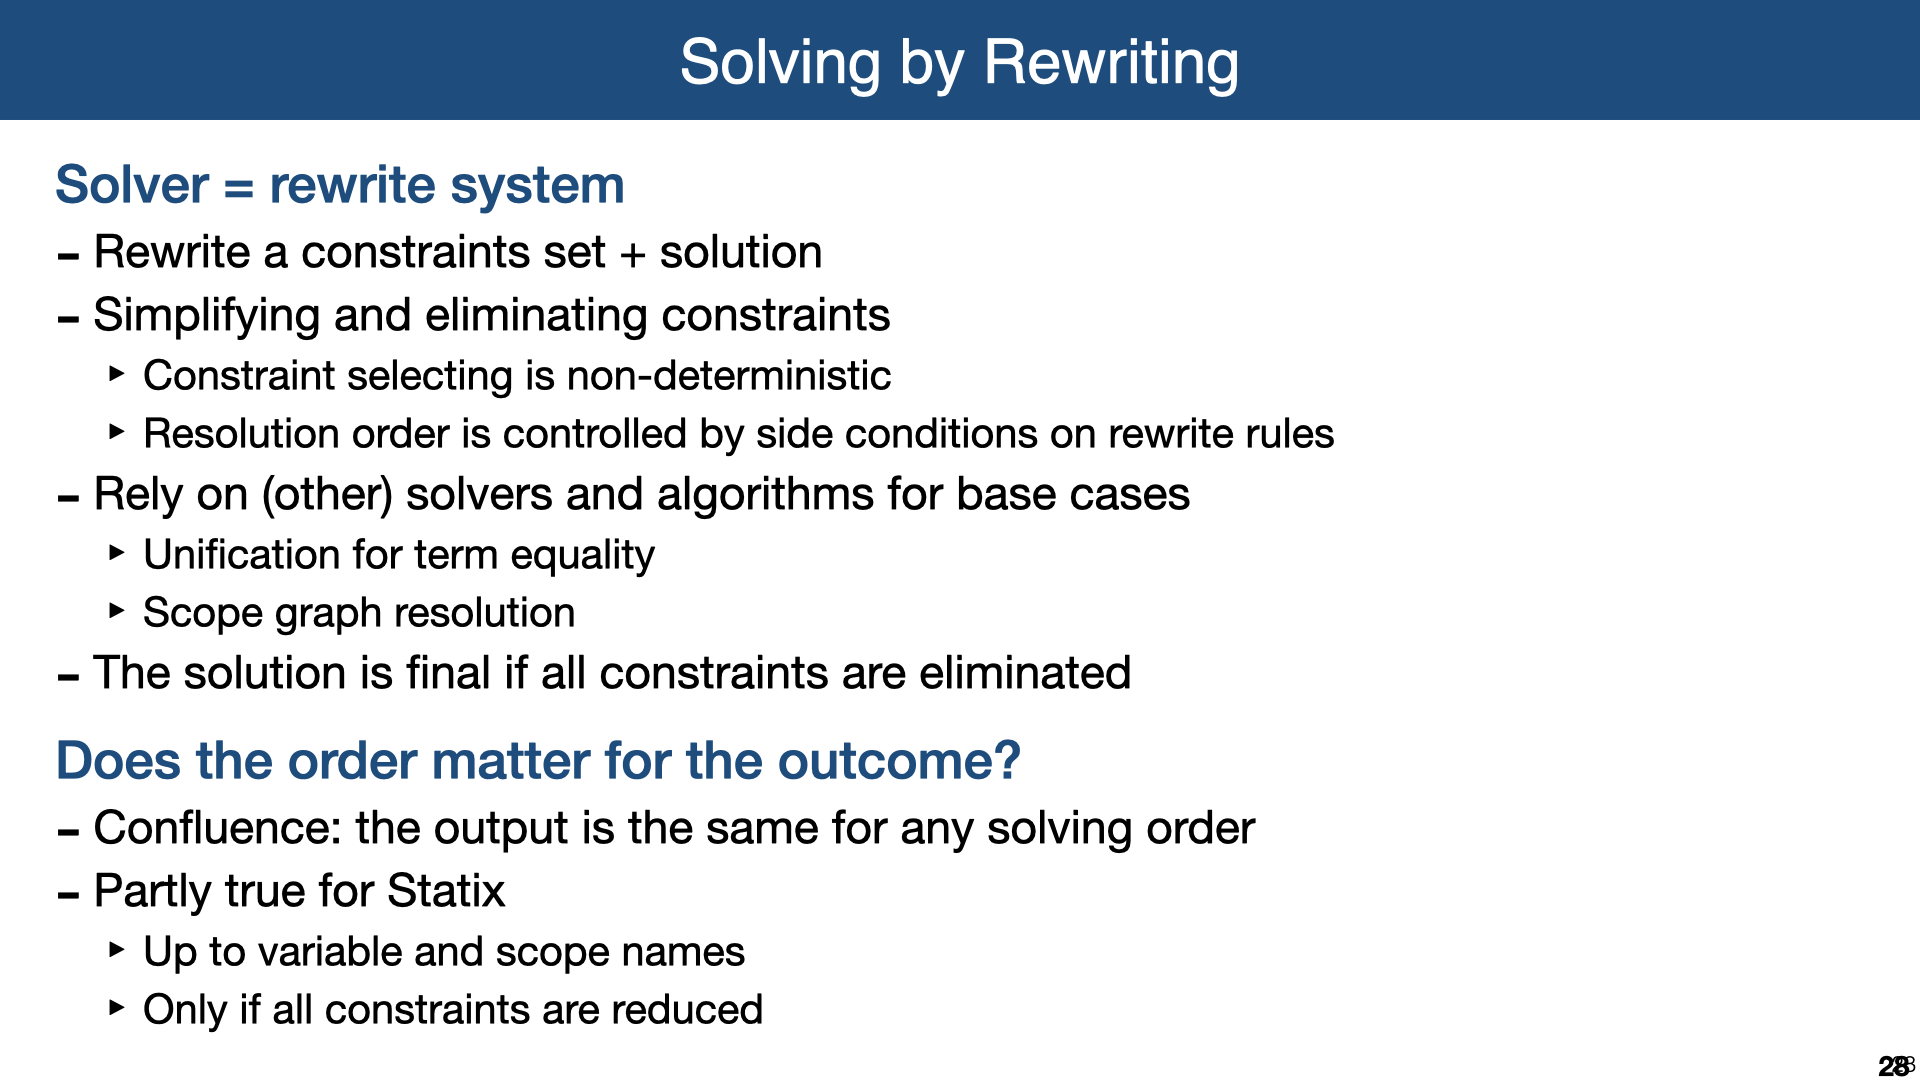 Solving by Rewriting
Solver = rewrite system
- Rewrite a constraints set + solution
- Simplifying and eliminating constraints
‣ Constraint selecting is non-deterministic
‣ Resolution order is controlled by side conditions on rewrite rules
- Rely on (other) solvers and algorithms for base cases
‣ Unification for term equality
‣ Scope graph resolution
- The solution is final if all constraints are eliminated
Does the order matter for the outcome?
- Confluence: the output is the same for any solving order
- Partly true for Statix
‣ Up to variable and scope names
‣ Only if all constraints are reduced
28